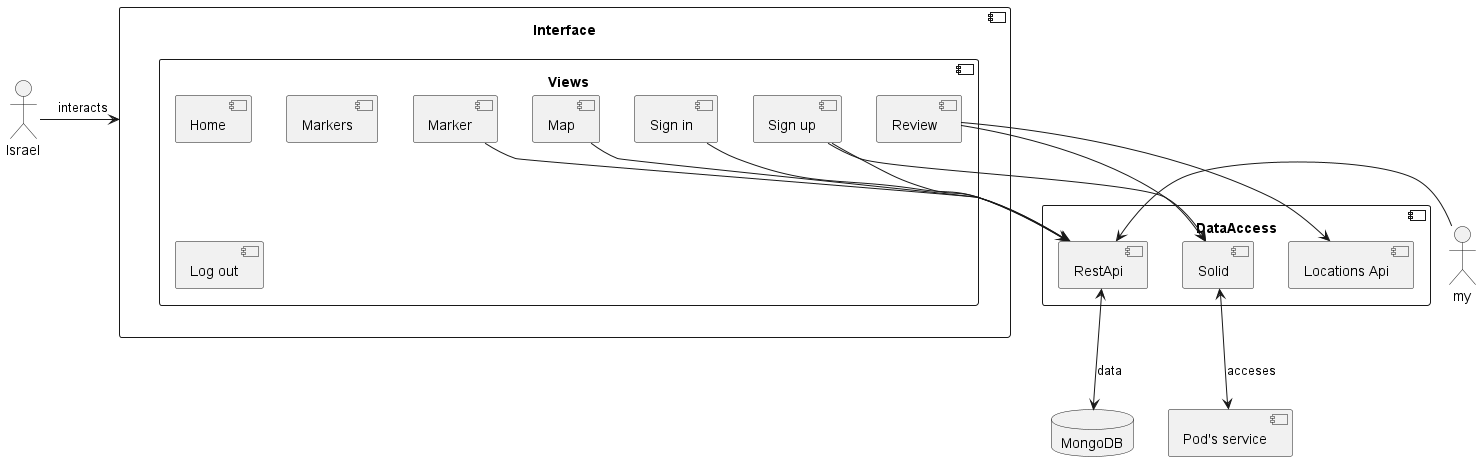 Interface
Views
interacts
Home
Markers
Marker
Map
Sign in
Sign up
Review
Israel
DataAccess
Log out
RestApi
Solid
Locations Api
my
data
acceses
MongoDB
Pod's service